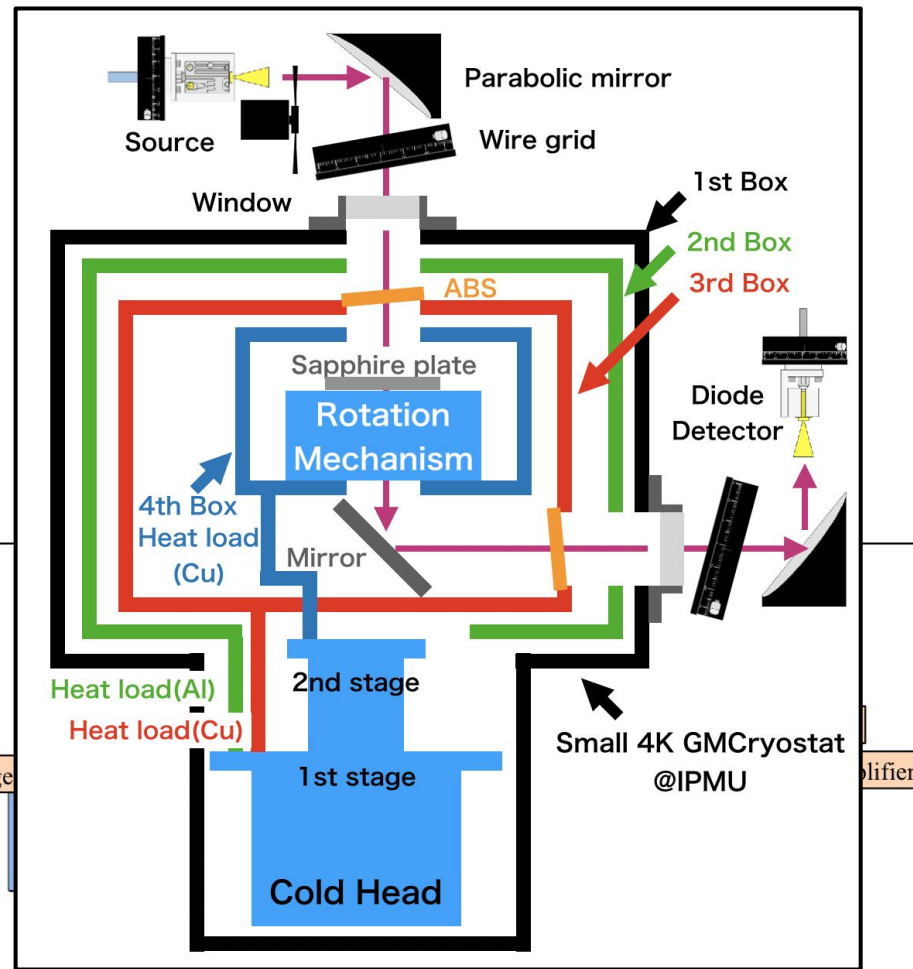 Parabolic mirror
Source
Wire grid
Window
1st Box
2nd Box
3rd Box
ABS
Sapphire plate
Rotation
Mechanism
Diode
Detector
4th Box
Heat load
(Cu)
Mirror
2nd stage
Heat load(Al)
Heat load(Cu)
1st stage
Small 4K GMCryostat
@IPMU
Cold Head